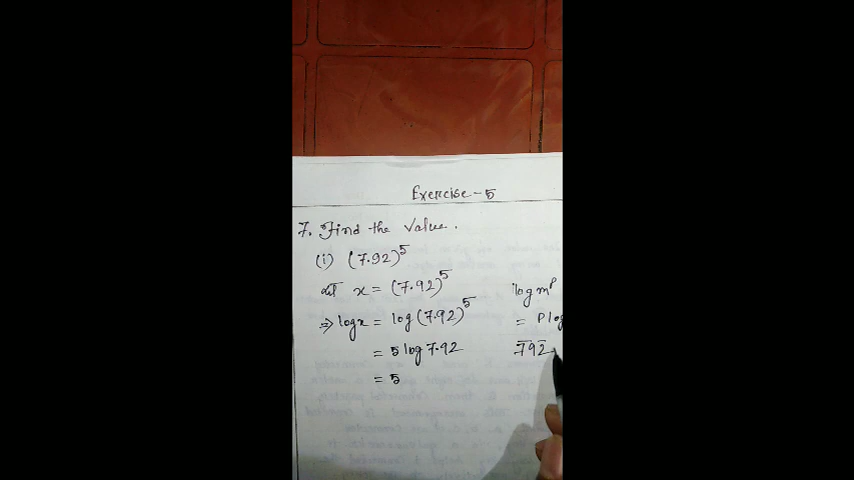 Exercise-5
7. Find the value.
(i) (7.92)^5
x = (7.92)^5
⇒ log x = log (7.92)^5
= 5 log 7.92
= 5
log m^p
= P log
792